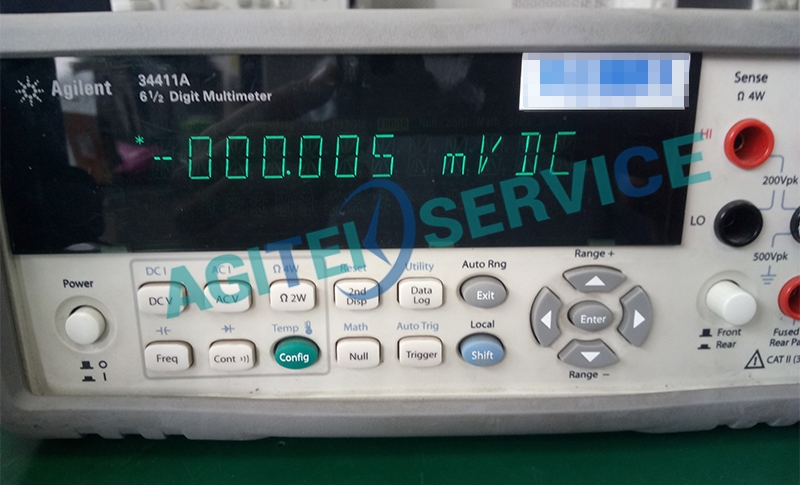 Agilent
34411A
6½ Digit Multimeter
*-000.005 mV DC
AGITEK SERVICE
Sense
Ω 4W
HI
200Vpk
LO
500Vpk
Power
DC I
AC I
Ω 4W
Reset
Utility
Auto Rng
Range +
DC V
AC V
Ω 2W
2nd
Disp
Data
Log
Exit
Enter
Temp
Math
Auto Trig
Local
Freq
Cont
Config
Null
Trigger
Shift
Range −
Front
Rear
Fused
Rear Pa
CAT II (3